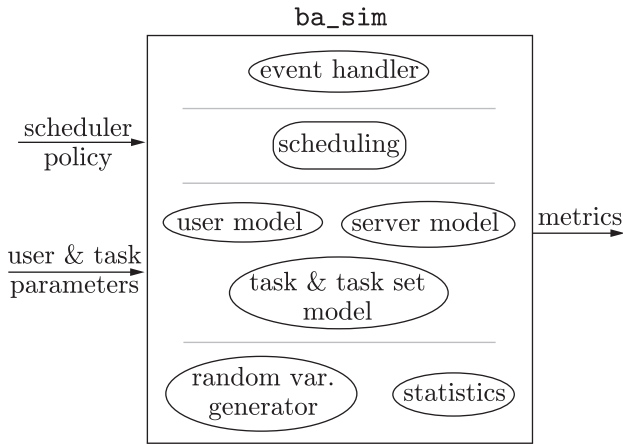 ba_sim
event handler
scheduler
policy
scheduling
user model
server model
metrics
user & task
parameters
task & task set
model
random var.
generator
statistics